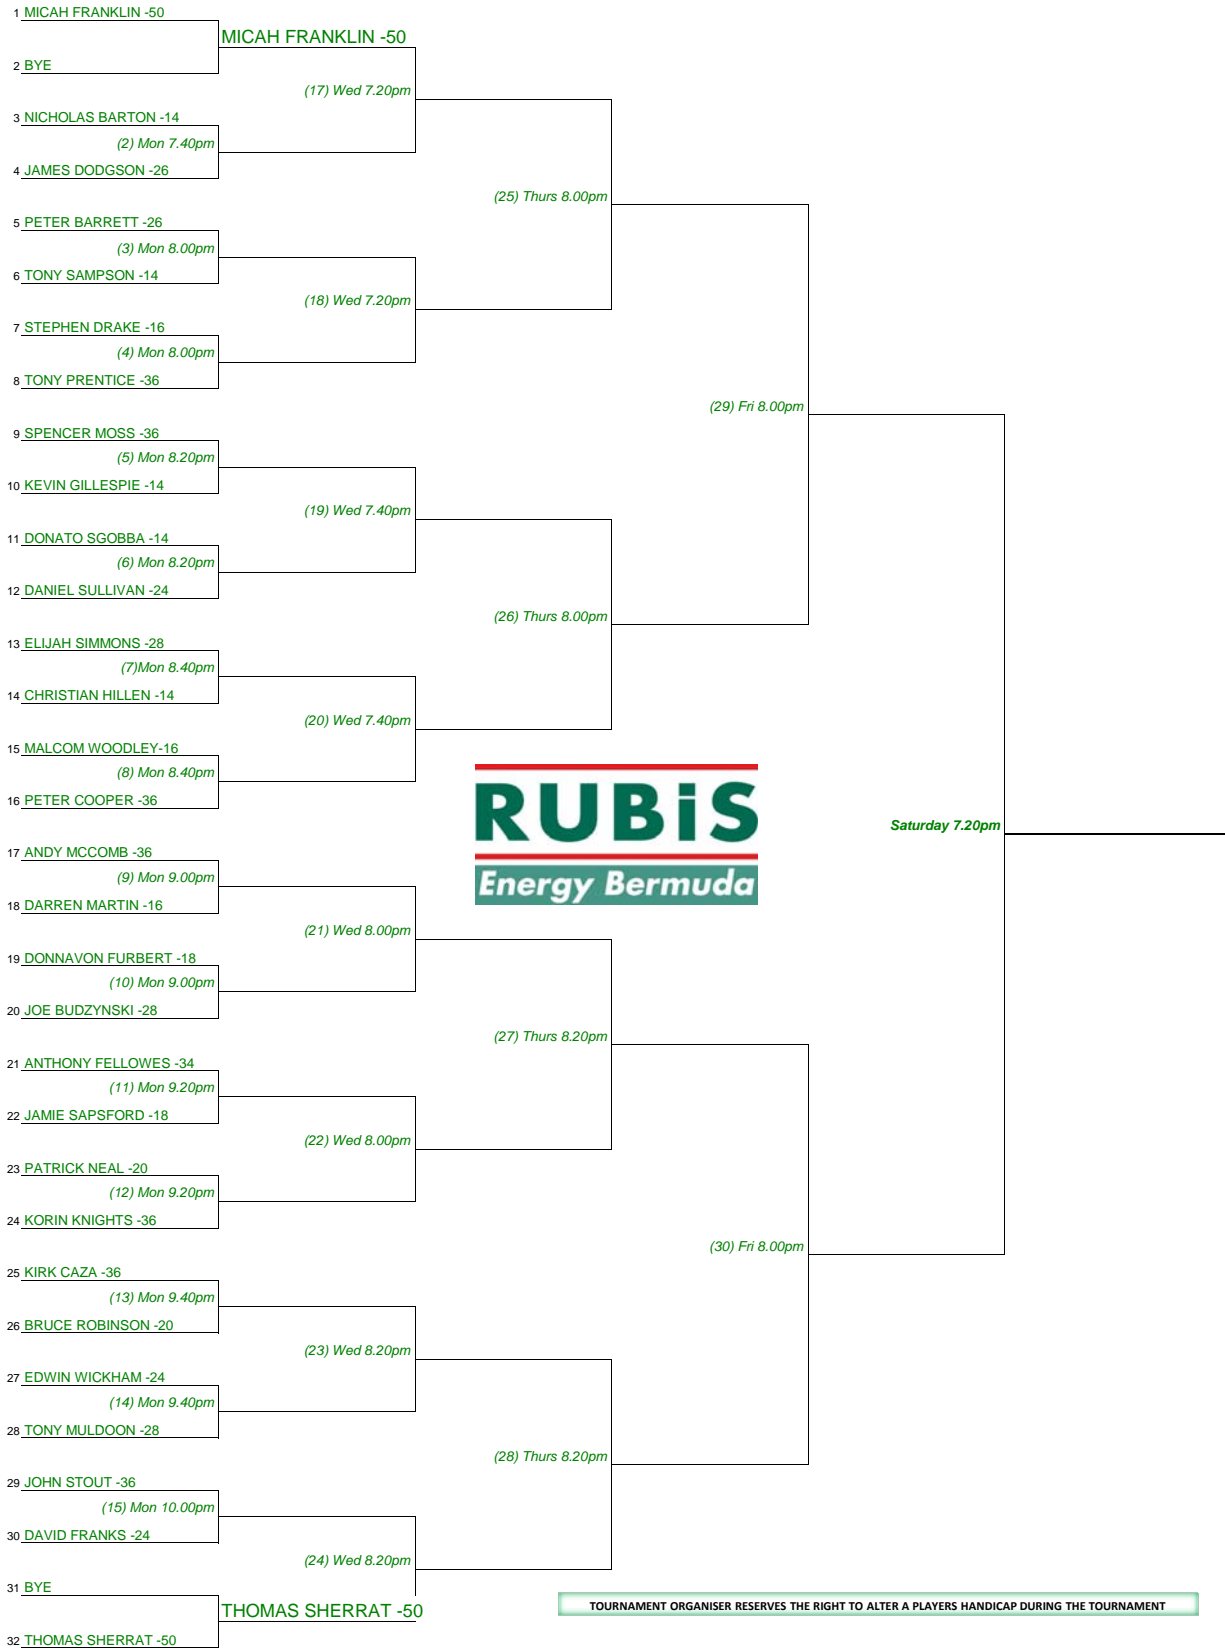 1 MICAH FRANKLIN -50
MICAH FRANKLIN -50
2 BYE
(17) Wed 7.20pm
3 NICHOLAS BARTON -14
(2) Mon 7.40pm
4 JAMES DODGSON -26
(25) Thurs 8.00pm
5 PETER BARRETT -26
(3) Mon 8.00pm
6 TONY SAMPSON -14
(18) Wed 7.20pm
7 STEPHEN DRAKE -16
(4) Mon 8.00pm
8 TONY PRENTICE -36
(29) Fri 8.00pm
9 SPENCER MOSS -36
(5) Mon 8.20pm
10 KEVIN GILLESPIE -14
(19) Wed 7.40pm
11 DONATO SGOBBA -14
(6) Mon 8.20pm
12 DANIEL SULLIVAN -24
(26) Thurs 8.00pm
13 ELIJAH SIMMONS -28
(7)Mon 8.40pm
14 CHRISTIAN HILLEN -14
(20) Wed 7.40pm
15 MALCOM WOODLEY-16
(8) Mon 8.40pm
16 PETER COOPER -36
RUBiS
Energy Bermuda
Saturday 7.20pm
17 ANDY MCCOMB -36
(9) Mon 9.00pm
18 DARREN MARTIN -16
(21) Wed 8.00pm
19 DONNAVON FURBERT -18
(10) Mon 9.00pm
20 JOE BUDZYNSKI -28
(27) Thurs 8.20pm
21 ANTHONY FELLOWES -34
(11) Mon 9.20pm
22 JAMIE SAPSFORD -18
(22) Wed 8.00pm
23 PATRICK NEAL -20
(12) Mon 9.20pm
24 KORIN KNIGHTS -36
(30) Fri 8.00pm
25 KIRK CAZA -36
(13) Mon 9.40pm
26 BRUCE ROBINSON -20
(23) Wed 8.20pm
27 EDWIN WICKHAM -24
(14) Mon 9.40pm
28 TONY MULDOON -28
(28) Thurs 8.20pm
29 JOHN STOUT -36
(15) Mon 10.00pm
30 DAVID FRANKS -24
(24) Wed 8.20pm
31 BYE
THOMAS SHERRAT -50
TOURNAMENT ORGANISER RESERVES THE RIGHT TO ALTER A PLAYERS HANDICAP DURING THE TOURNAMENT
32 THOMAS SHERRAT -50